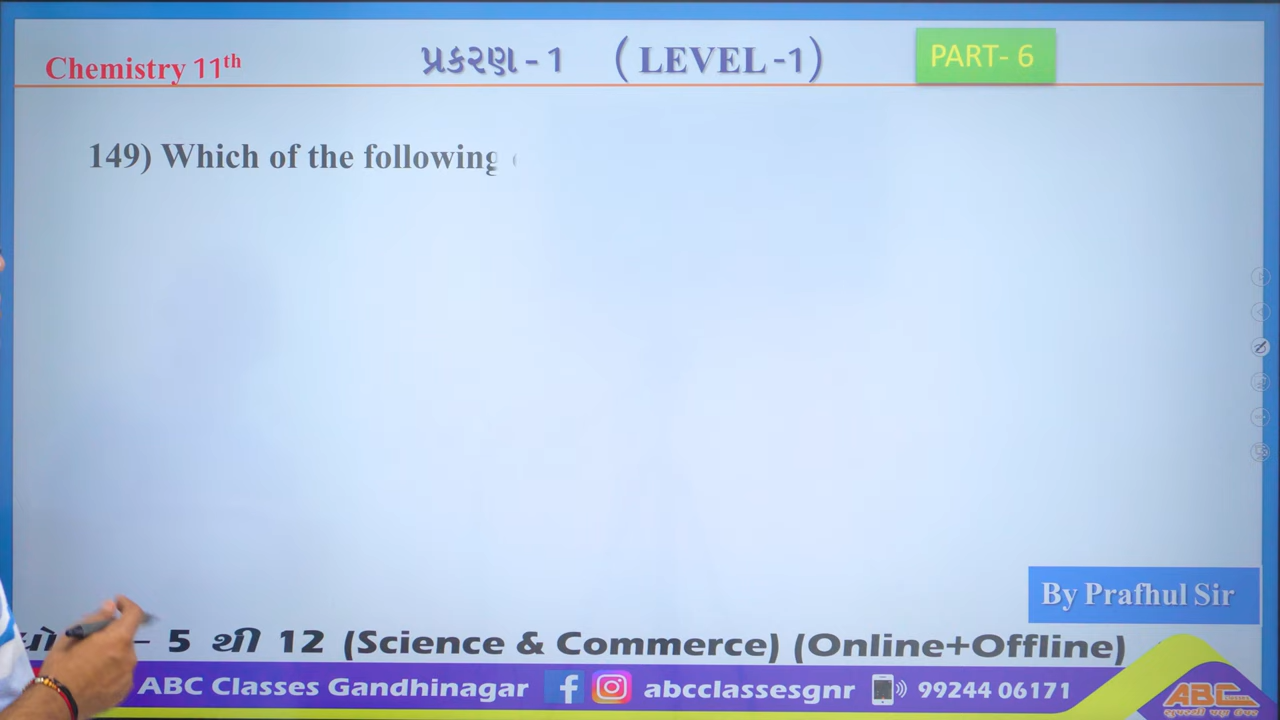 Chemistry 11th
પ્રકરણ - 1 ( LEVEL -1)
PART- 6
149) Which of the following
By Prafhul Sir
– 5 થી 12 (Science & Commerce) (Online+Offline)
ABC Classes Gandhinagar abcclassesgnr 99224 06171
ABC